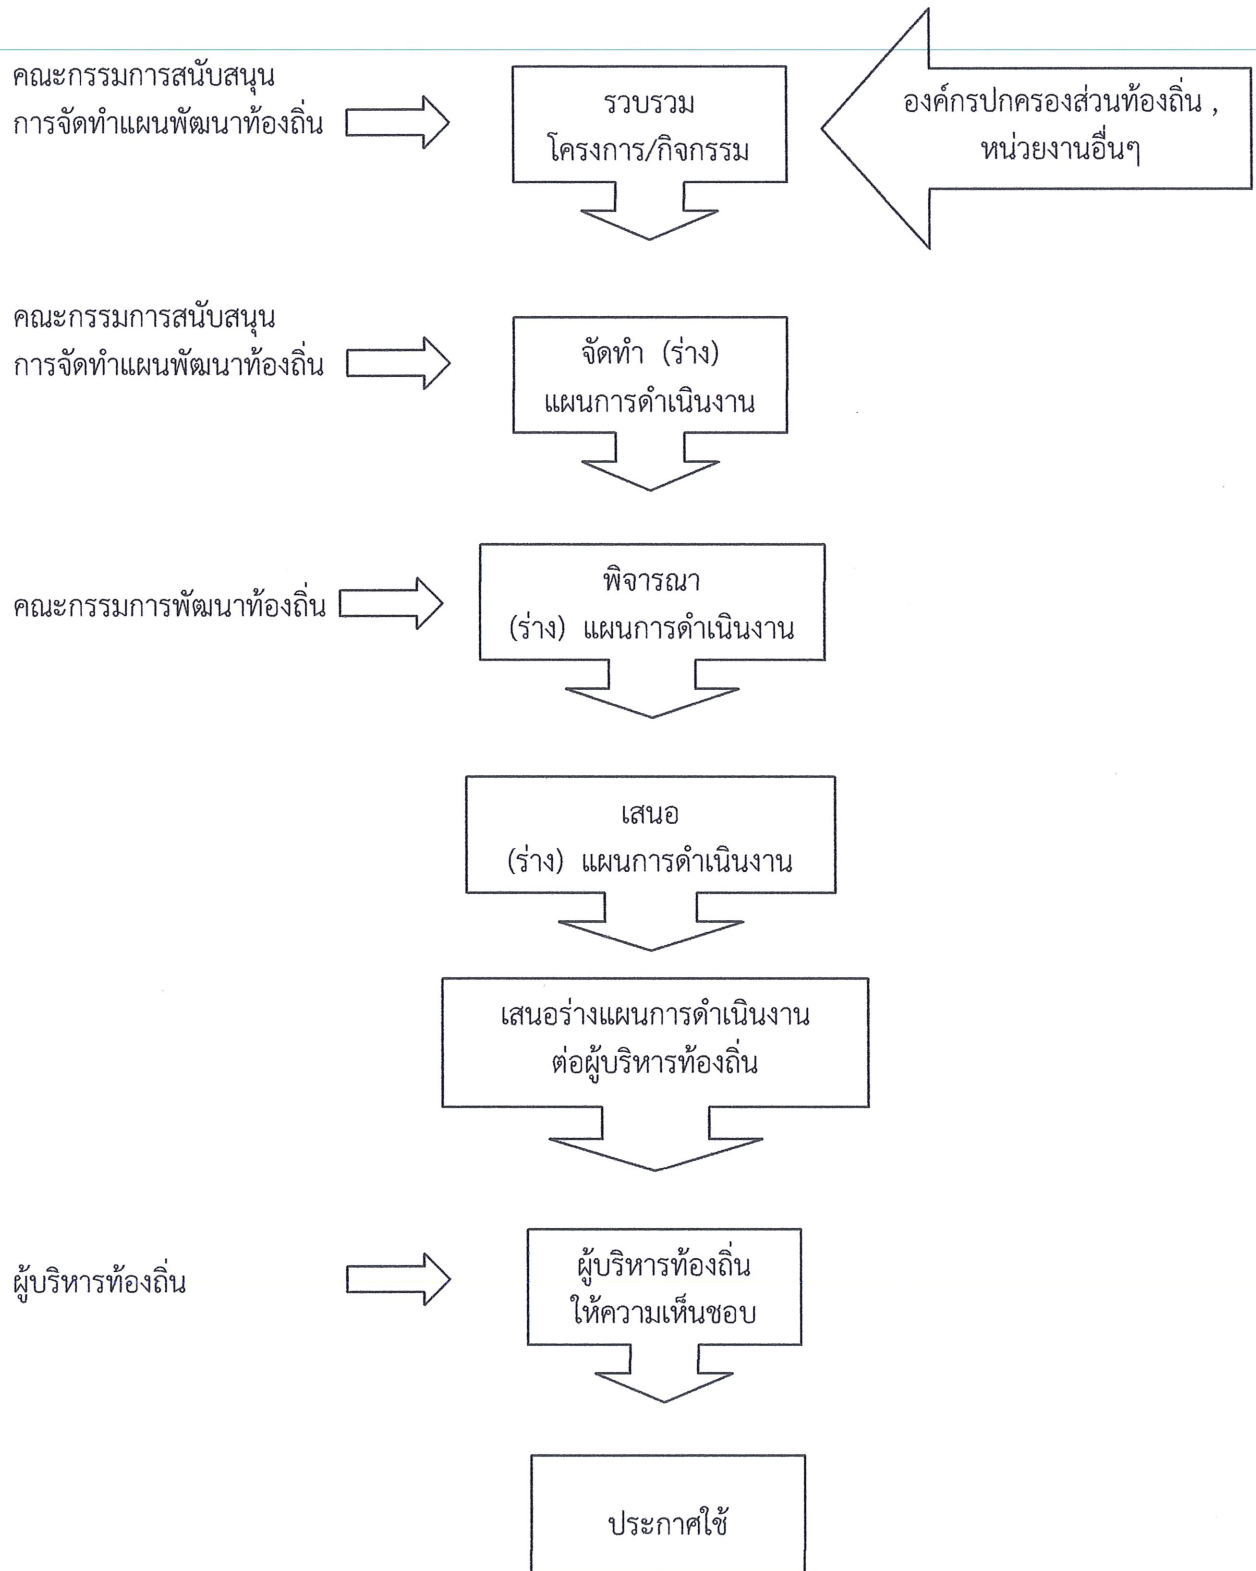 คณะกรรมการสนับสนุน
การจัดทำแผนพัฒนาท้องถิ่น
รวบรวม
โครงการ/กิจกรรม
องค์กรปกครองส่วนท้องถิ่น ,
หน่วยงานอื่นๆ
คณะกรรมการสนับสนุน
การจัดทำแผนพัฒนาท้องถิ่น
จัดทำ (ร่าง)
แผนการดำเนินงาน
คณะกรรมการพัฒนาท้องถิ่น
พิจารณา
(ร่าง) แผนการดำเนินงาน
เสนอ
(ร่าง) แผนการดำเนินงาน
เสนอร่างแผนการดำเนินงาน
ต่อผู้บริหารท้องถิ่น
ผู้บริหารท้องถิ่น
ผู้บริหารท้องถิ่น
ให้ความเห็นชอบ
ประกาศใช้